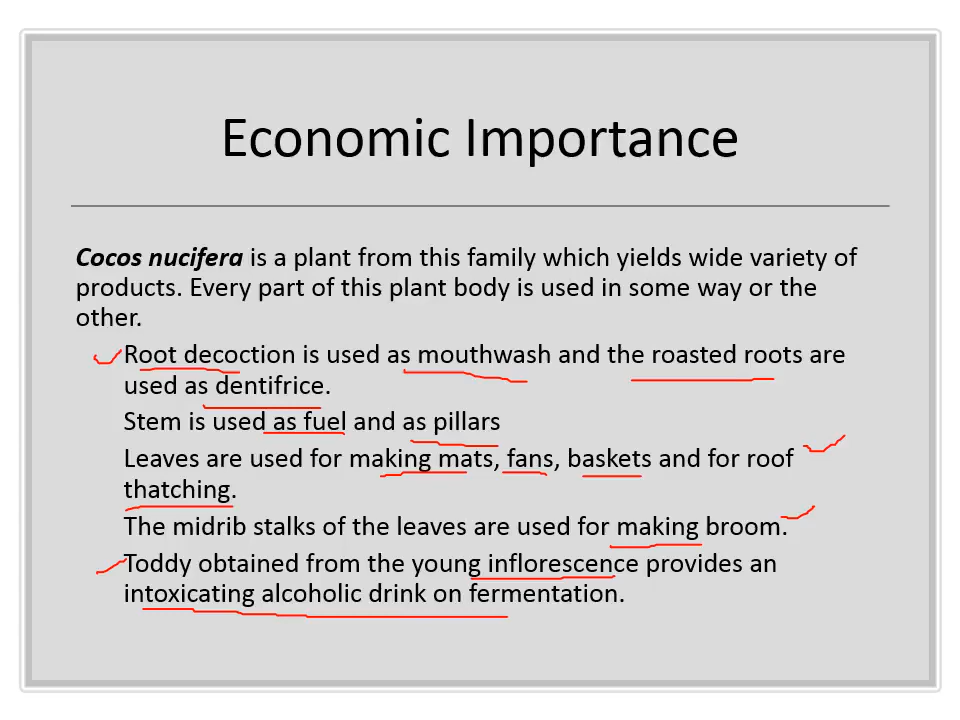 Economic Importance
Cocos nucifera is a plant from this family which yields wide variety of
products. Every part of this plant body is used in some way or the
other.
Root decoction is used as mouthwash and the roasted roots are
used as dentifrice.
Stem is used as fuel and as pillars
Leaves are used for making mats, fans, baskets and for roof
thatching.
The midrib stalks of the leaves are used for making broom.
Toddy obtained from the young inflorescence provides an
intoxicating alcoholic drink on fermentation.